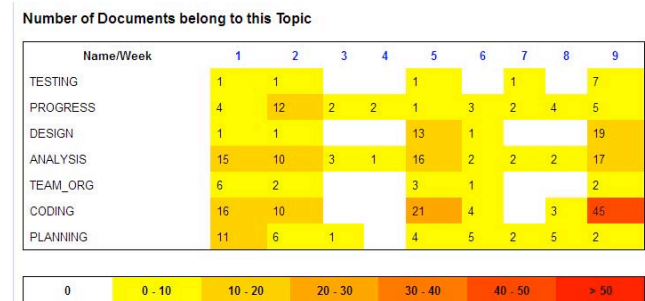 Number of Documents belong to this Topic
Name/Week 1 2 3 4 5 6 7 8 9
TESTING 1 1 1 1 7
PROGRESS 4 12 2 2 1 3 2 4 5
DESIGN 1 1 13 1 19
ANALYSIS 15 10 3 1 16 2 2 2 17
TEAM_ORG 6 2 3 1 2
CODING 16 10 21 4 3 45
PLANNING 11 6 1 4 5 2 5 2
0 0 - 10 10 - 20 20 - 30 30 - 40 40 - 50 > 50